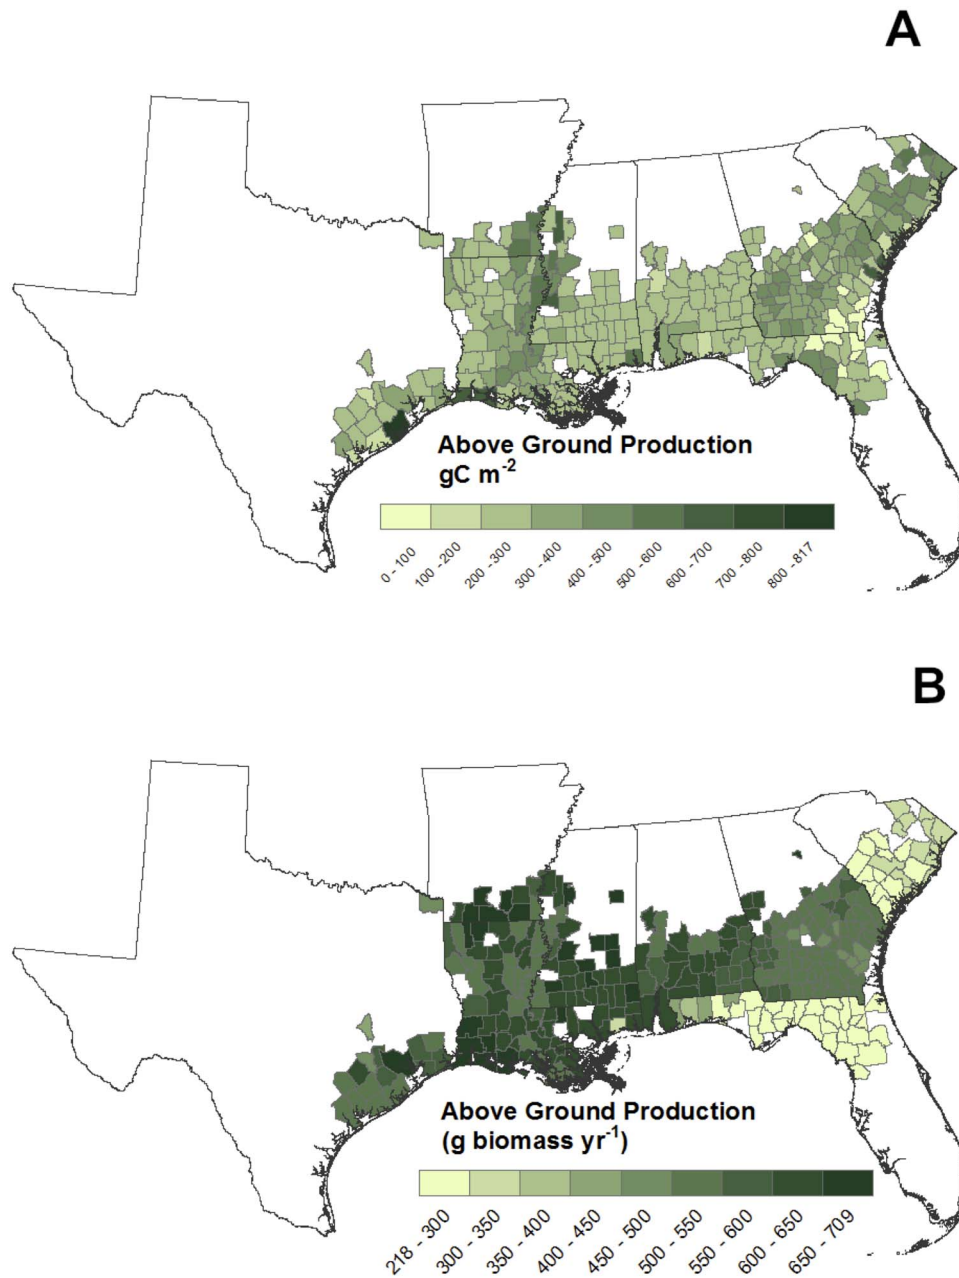 A
Above Ground Production
gC m⁻²
0 - 100
100 -200
200 -300
300 -400
400 -500
500 -600
600 -700
700 -800
800 -817
B
Above Ground Production
(g biomass yr⁻¹)
218 - 300
300 - 350
350 - 400
400 - 450
450 - 500
500 - 550
550 - 600
600 - 650
650 - 709